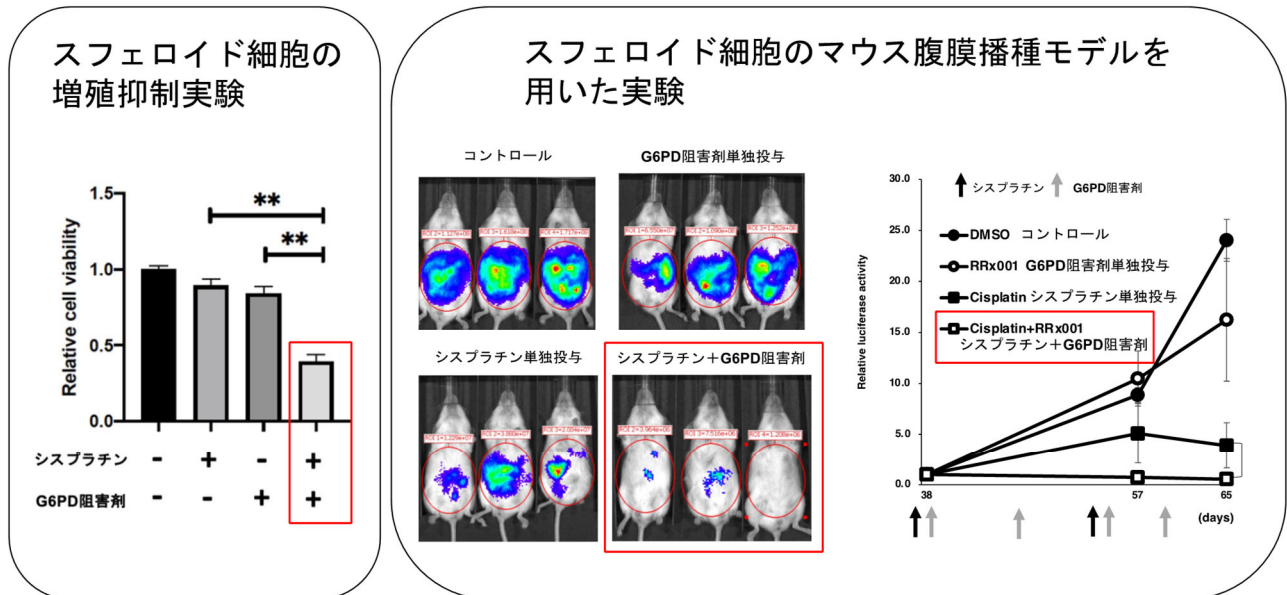 スフェロイド細胞の
増殖抑制実験
1.5
1.0
0.5
0.0
Relative cell viability
**
**
シスプラチン - + - +
G6PD阻害剤 - - + +
スフェロイド細胞のマウス腹膜播種モデルを
用いた実験
コントロール
G6PD阻害剤単独投与
シスプラチン単独投与
シスプラチン＋G6PD阻害剤
30.0
25.0
20.0
15.0
10.0
5.0
0.0
Relative luciferase activity
シスプラチン G6PD阻害剤
DMSO コントロール
RRx001 G6PD阻害剤単独投与
Cisplatin シスプラチン単独投与
Cisplatin+RRx001
シスプラチン＋G6PD阻害剤
38 57 65
(days)